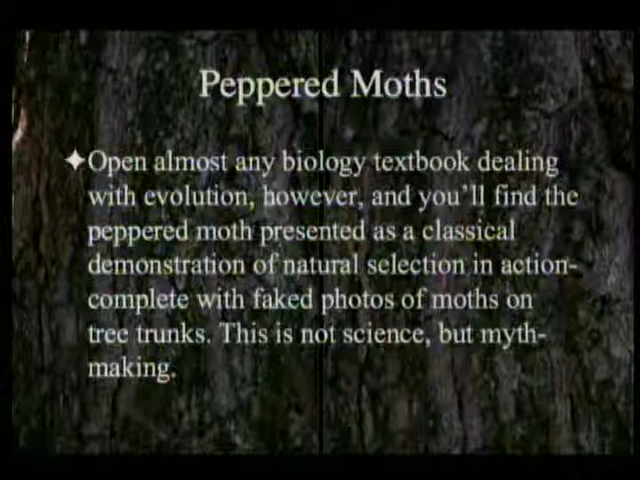 Peppered Moths
✦Open almost any biology textbook dealing
with evolution, however, and you'll find the
peppered moth presented as a classical
demonstration of natural selection in action-
complete with faked photos of moths on
tree trunks. This is not science, but myth-
making.